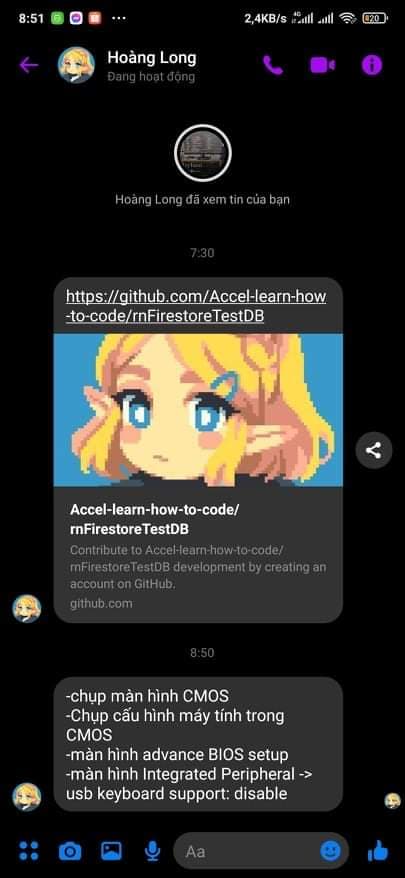 8:51
2,4KB/s 4G 20
Hoàng Long
Đang hoạt động
Hoàng Long đã xem tin của bạn
7:30
https://github.com/Accel-learn-how
-to-code/rnFirestoreTestDB
Accel-learn-how-to-code/
rnFirestoreTestDB
Contribute to Accel-learn-how-to-code/
rnFirestoreTestDB development by creating an
account on GitHub.
github.com
8:50
-chụp màn hình CMOS
-Chụp cấu hình máy tính trong
CMOS
-màn hình advance BIOS setup
-màn hình Integrated Peripheral ->
usb keyboard support: disable
Aa